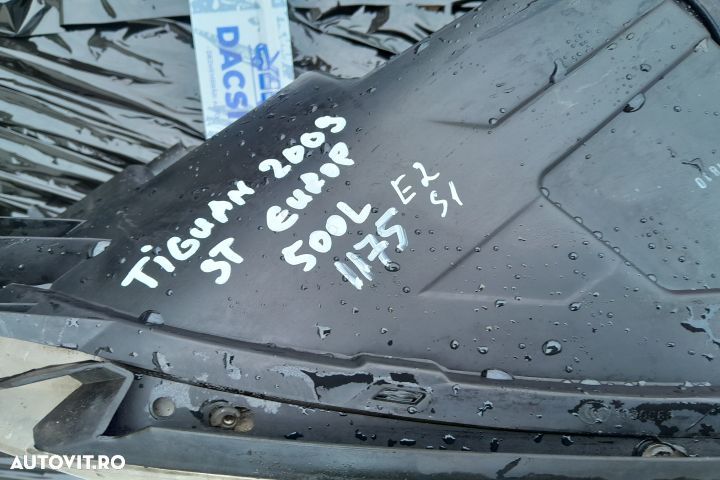 DACS
TIGUAN 2009
ST EUROP
500L
1175
E2
S1
AUTOVIT.RO